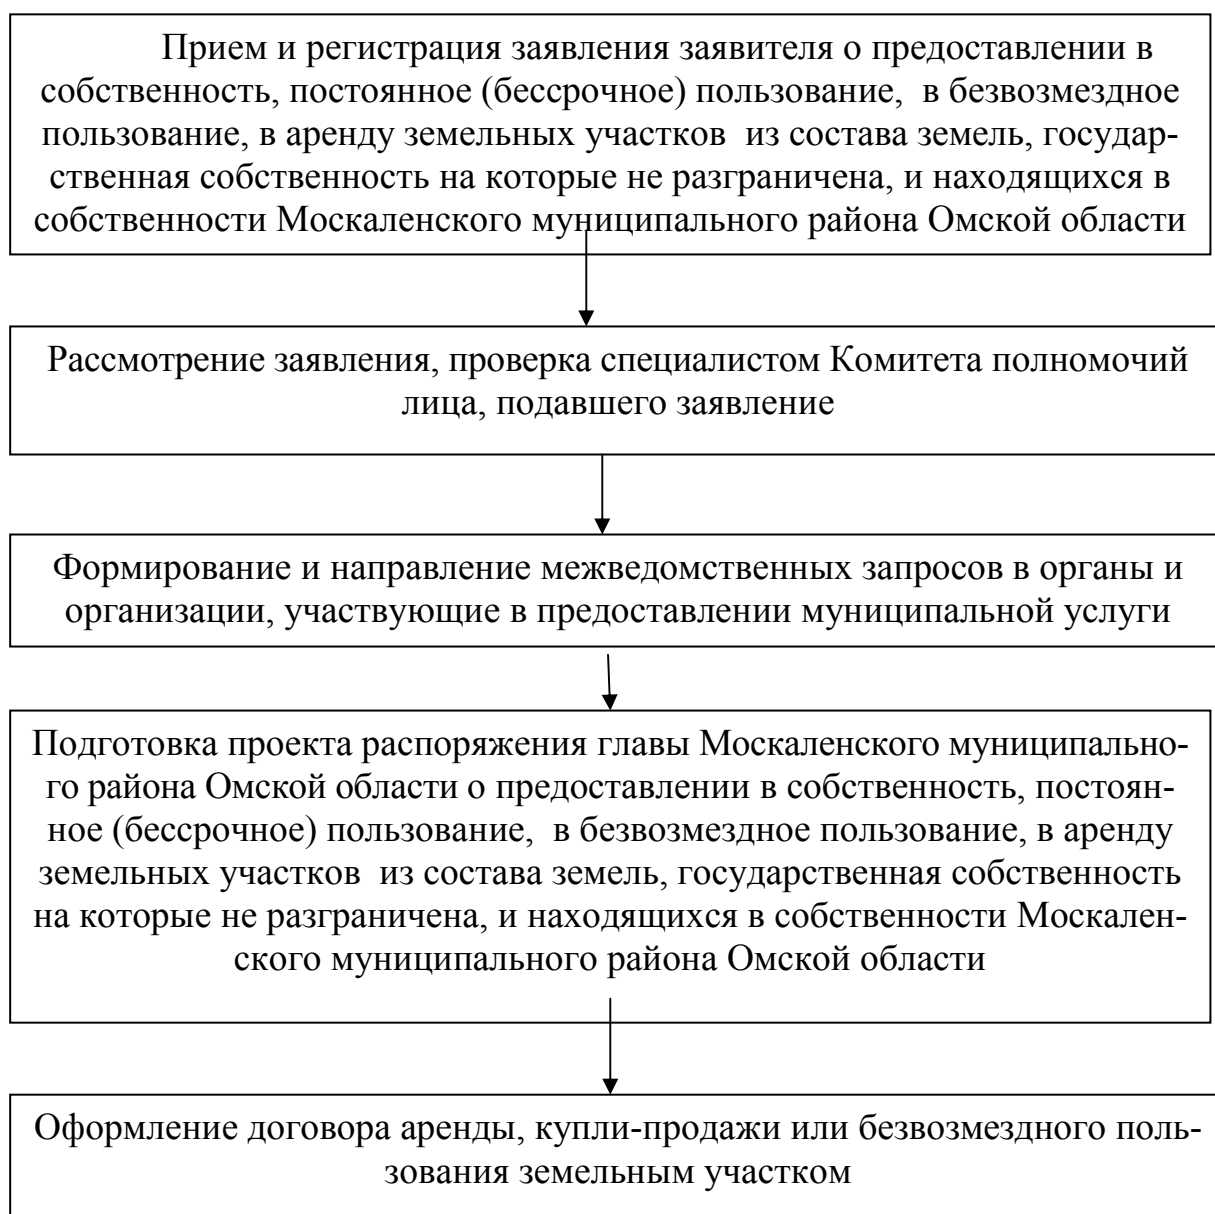 Прием и регистрация заявления заявителя о предоставлении в
собственность, постоянное (бессрочное) пользование,  в безвозмездное
пользование, в аренду земельных участков  из состава земель, государ-
ственная собственность на которые не разграничена, и находящихся в
собственности Москаленского муниципального района Омской области
Рассмотрение заявления, проверка специалистом Комитета полномочий
лица, подавшего заявление
Формирование и направление межведомственных запросов в органы и
организации, участвующие в предоставлении муниципальной услуги
Подготовка проекта распоряжения главы Москаленского муниципально-
го района Омской области о предоставлении в собственность, постоян-
ное (бессрочное) пользование,  в безвозмездное пользование, в аренду
земельных участков  из состава земель, государственная собственность
на которые не разграничена, и находящихся в собственности Москален-
ского муниципального района Омской области
Оформление договора аренды, купли-продажи или безвозмездного поль-
зования земельным участком